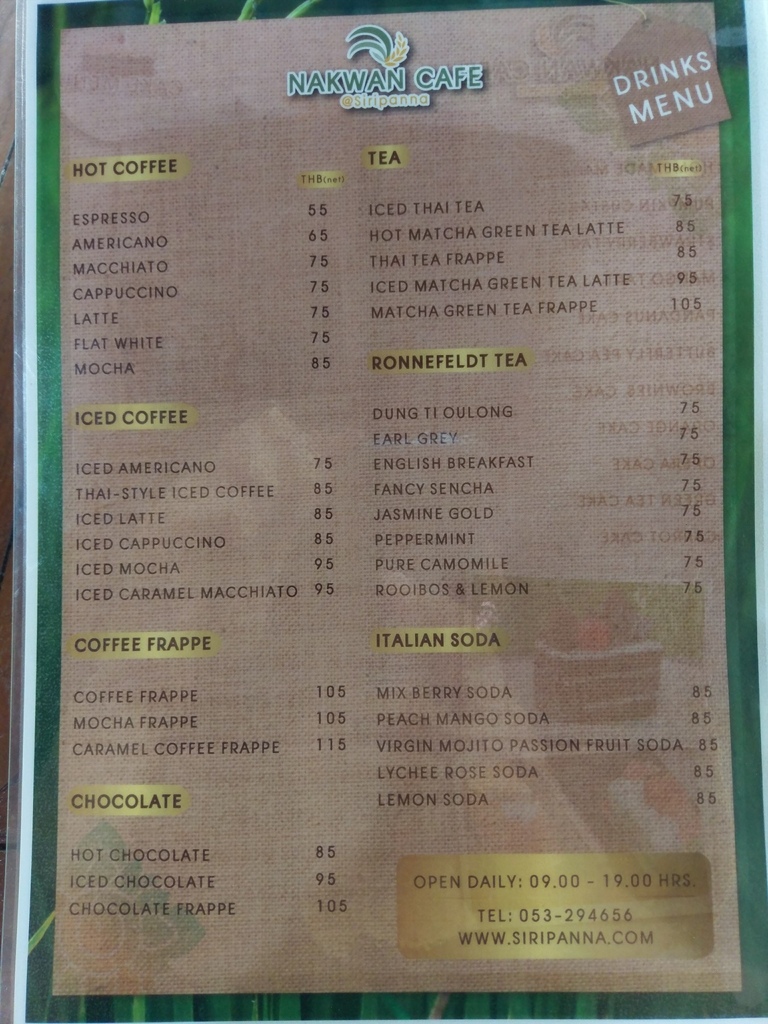 NAKWAN CAFE
@Siripanna
DRINKS
MENU
HOT COFFEE
THB(net)
ESPRESSO 55
AMERICANO 65
MACCHIATO 75
CAPPUCCINO 75
LATTE 75
FLAT WHITE 75
MOCHA 85
ICED COFFEE
ICED AMERICANO 75
THAI-STYLE ICED COFFEE 85
ICED LATTE 85
ICED CAPPUCCINO 85
ICED MOCHA 95
ICED CARAMEL MACCHIATO 95
COFFEE FRAPPE
COFFEE FRAPPE 105
MOCHA FRAPPE 105
CARAMEL COFFEE FRAPPE 115
CHOCOLATE
HOT CHOCOLATE 85
ICED CHOCOLATE 95
CHOCOLATE FRAPPE 105
TEA
THB(net)
ICED THAI TEA 75
HOT MATCHA GREEN TEA LATTE 85
THAI TEA FRAPPE 85
ICED MATCHA GREEN TEA LATTE 95
MATCHA GREEN TEA FRAPPE 105
RONNEFELDT TEA
DUNG TI OULONG 75
EARL GREY 75
ENGLISH BREAKFAST 75
FANCY SENCHA 75
JASMINE GOLD 75
PEPPERMINT 75
PURE CAMOMILE 75
ROOIBOS & LEMON 75
ITALIAN SODA
MIX BERRY SODA 85
PEACH MANGO SODA 85
VIRGIN MOJITO PASSION FRUIT SODA 85
LYCHEE ROSE SODA 85
LEMON SODA 85
OPEN DAILY: 09.00 - 19.00 HRS.
TEL: 053-294656
WWW.SIRIPANNA.COM